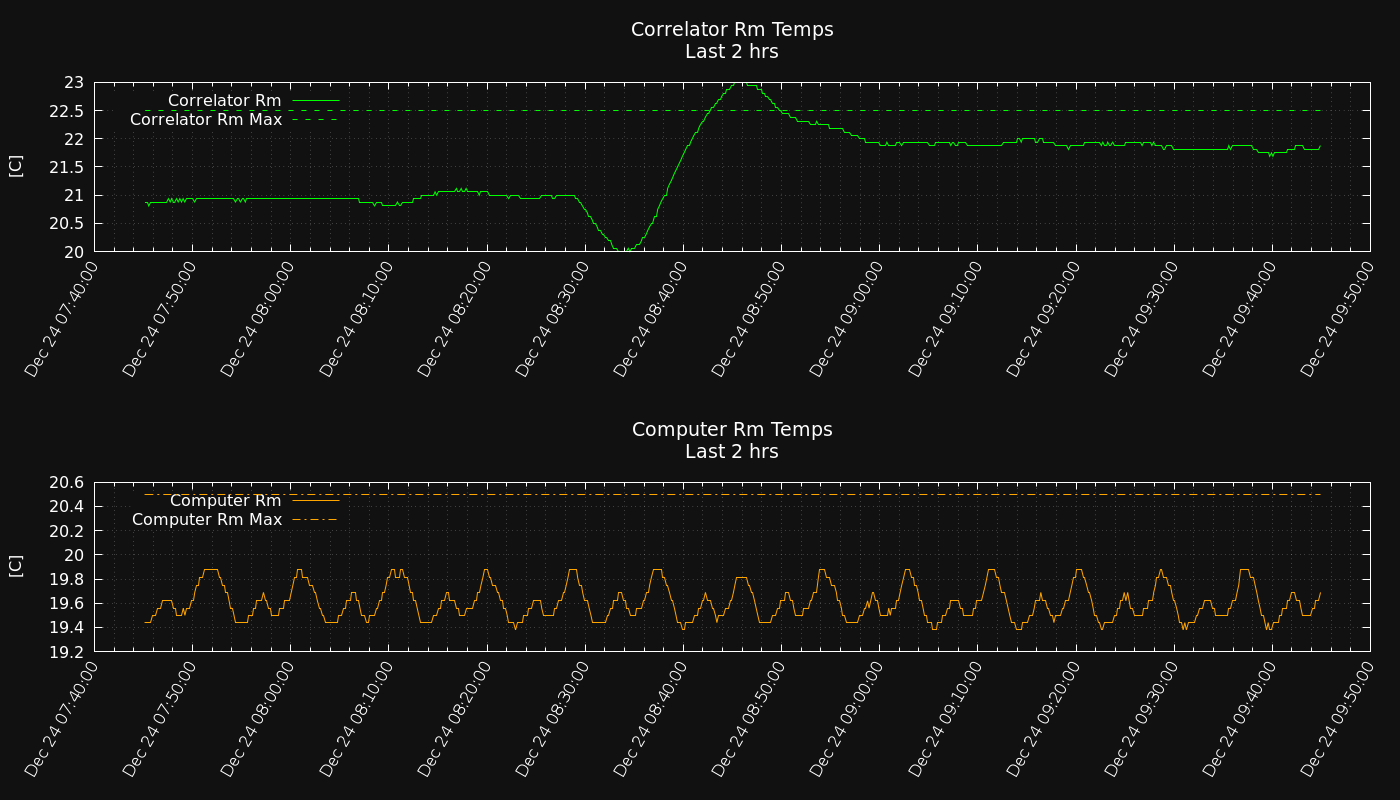 Correlator Rm Temps
Last 2 hrs
23
22.5
22
21.5
21
20.5
20
[C]
Correlator Rm
Correlator Rm Max
Dec 24 07:40:00
Dec 24 07:50:00
Dec 24 08:00:00
Dec 24 08:10:00
Dec 24 08:20:00
Dec 24 08:30:00
Dec 24 08:40:00
Dec 24 08:50:00
Dec 24 09:00:00
Dec 24 09:10:00
Dec 24 09:20:00
Dec 24 09:30:00
Dec 24 09:40:00
Dec 24 09:50:00
Computer Rm Temps
Last 2 hrs
20.6
20.4
20.2
20
19.8
19.6
19.4
19.2
[C]
Computer Rm
Computer Rm Max
Dec 24 07:40:00
Dec 24 07:50:00
Dec 24 08:00:00
Dec 24 08:10:00
Dec 24 08:20:00
Dec 24 08:30:00
Dec 24 08:40:00
Dec 24 08:50:00
Dec 24 09:00:00
Dec 24 09:10:00
Dec 24 09:20:00
Dec 24 09:30:00
Dec 24 09:40:00
Dec 24 09:50:00